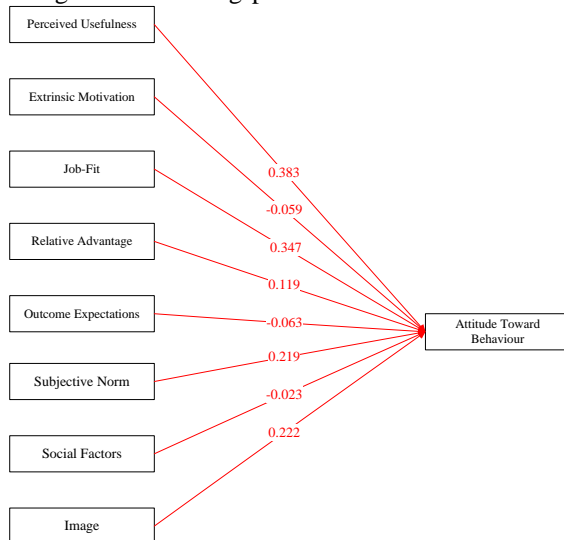 Perceived Usefulness
Extrinsic Motivation
Job-Fit
Relative Advantage
Outcome Expectations
Subjective Norm
Social Factors
Image
0.383
-0.059
0.347
0.119
-0.063
0.219
-0.023
0.222
Attitude Toward
Behaviour